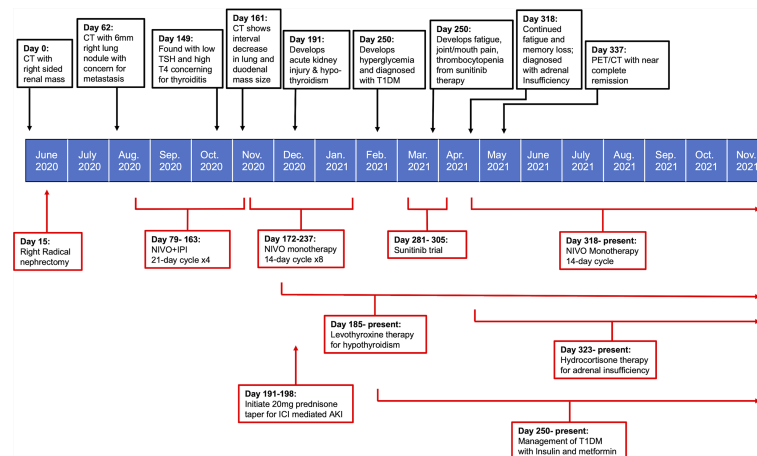 Day 0:
CT with
right sided
renal mass
Day 62:
CT with 6mm
right lung
nodule with
concern for
metastasis
Day 149:
Found with low
TSH and high
T4 concerning
for thyroiditis
Day 161:
CT shows
interval
decrease in
lung and
duodenal
mass size
Day 191:
Develops
acute kidney
injury & hypo-
thyroidism
Day 250:
Develops
hyperglycemia
and diagnosed
with T1DM
Day 250:
Develops fatigue,
joint/mouth pain,
thrombocytopenia
from sunitinib
therapy
Day 318:
Continued
fatigue and
memory loss;
diagnosed
with adrenal
Insufficiency
Day 337:
PET/CT with near
complete
remission
June
2020
July
2020
Aug.
2020
Sep.
2020
Oct.
2020
Nov.
2020
Dec.
2020
Jan.
2021
Feb.
2021
Mar.
2021
Apr.
2021
May
2021
June
2021
July
2021
Aug.
2021
Sep.
2021
Oct.
2021
Nov.
2021
Day 15:
Right Radical
nephrectomy
Day 79- 163:
NIVO+IPI
21-day cycle x4
Day 172-237:
NIVO monotherapy
14-day cycle x8
Day 281- 305:
Sunitinib trial
Day 318- present:
NIVO Monotherapy
14-day cycle
Day 185- present:
Levothyroxine therapy
for hypothyroidism
Day 323- present:
Hydrocortisone therapy
for adrenal insufficiency
Day 191-198:
Initiate 20mg prednisone
taper for ICI mediated AKI
Day 250- present:
Management of T1DM
with Insulin and metformin